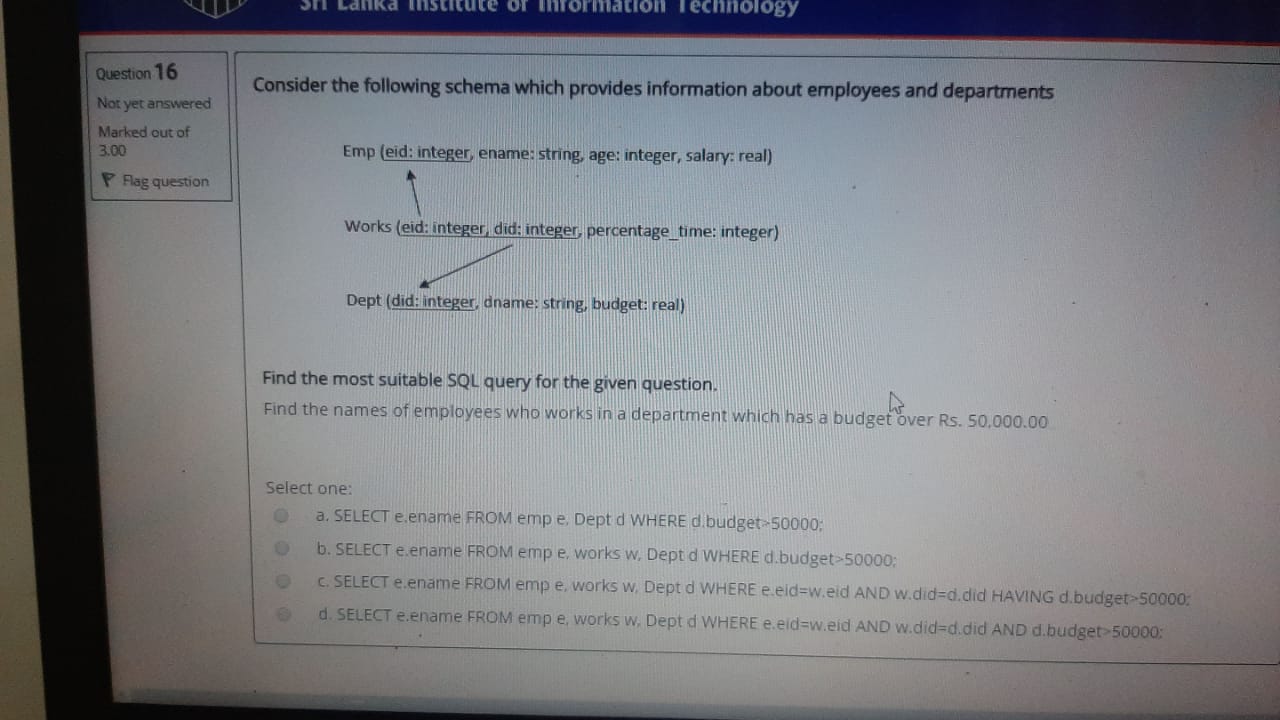 Sri Lanka Institute of Information Technology
Question 16
Not yet answered
Marked out of
3.00
Flag question
Consider the following schema which provides information about employees and departments
Emp (eid: integer, ename: string, age: integer, salary: real)
Works (eid: integer, did: integer, percentage_time: integer)
Dept (did: integer, dname: string, budget: real)
Find the most suitable SQL query for the given question.
Find the names of employees who works in a department which has a budget over Rs. 50,000.00
Select one:
a. SELECT e.ename FROM emp e, Dept d WHERE d.budget>50000;
b. SELECT e.ename FROM emp e, works w, Dept d WHERE d.budget>50000;
c. SELECT e.ename FROM emp e, works w, Dept d WHERE e.eid=w.eid AND w.did=d.did HAVING d.budget>50000;
d. SELECT e.ename FROM emp e, works w, Dept d WHERE e.eid=w.eid AND w.did=d.did AND d.budget>50000;